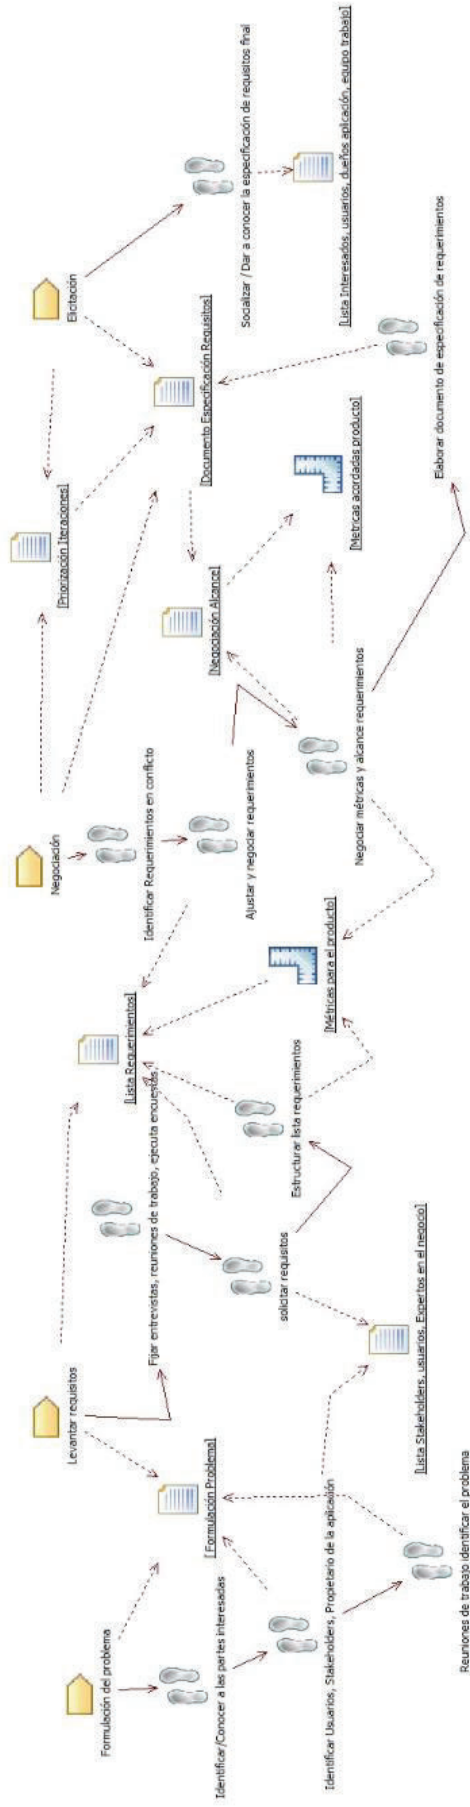 Formulación del problema
Identificar/Conocer a las partes interesadas
Identificar Usuarios, Stakeholders, Propietario de la aplicación
Reuniones de trabajo identificar el problema
[ Formulación Problema]
Levantar requisitos
Fijar entrevistas, reuniones de trabajo, ejecuta encuestas
solicitar requisitos
[Lista Stakeholders, usuarios, Expertos en el negocio]
Estructurar lista requerimientos
[Lista Requerimientos]
[Métricas para el producto]
Negociación
Identificar Requerimientos en conflicto
Ajustar y negociar requerimientos
Negociar métricas y alcance requerimientos
[Negociación Alcance]
[Metricas acordadas producto]
[Priorización Iteraciones]
[Documento Especificación Requisitos]
Elaborar documento de especificación de requerimientos
Elicitación
Socializar / Dar a conocer la especificación de requisitos final
[Lista Interesados, usuarios, dueños aplicación, equipo trabajo]